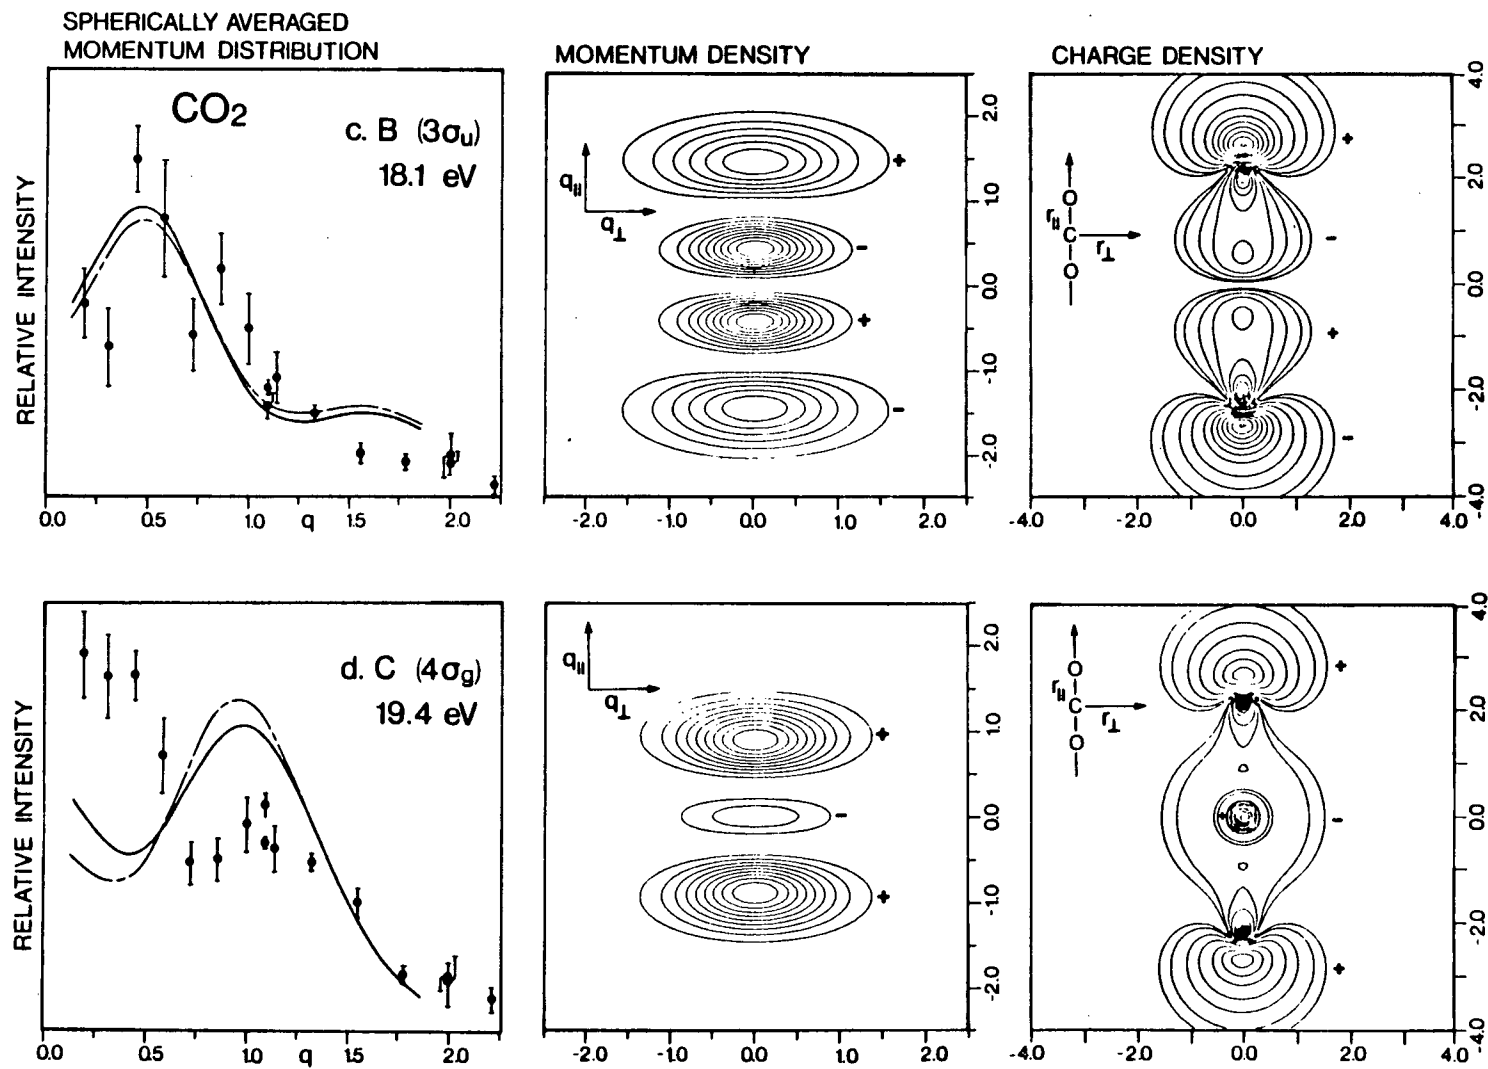 SPHERICALLY AVERAGED
MOMENTUM DISTRIBUTION
MOMENTUM DENSITY
CHARGE DENSITY
CO2
c. B (3σu)
18.1 eV
RELATIVE INTENSITY
0.0 0.5 1.0 q 1.5 2.0
q∥
q⊥
+
-
+
-
2.0
1.0
0.0
-1.0
-2.0
-2.0 -1.0 0.0 1.0 2.0
O
r∥ C
r⊥
O
+
-
+
-
4.0
2.0
0.0
-2.0
-4.0
-4.0 -2.0 0.0 2.0 4.0
d. C (4σg)
19.4 eV
RELATIVE INTENSITY
0.0 0.5 1.0 q 1.5 2.0
q∥
q⊥
+
-
+
2.0
1.0
0.0
-1.0
-2.0
-2.0 -1.0 0.0 1.0 2.0
O
r∥ C
r⊥
O
+
+
-
+
4.0
2.0
0.0
-2.0
-4.0
-4.0 -2.0 0.0 2.0 4.0